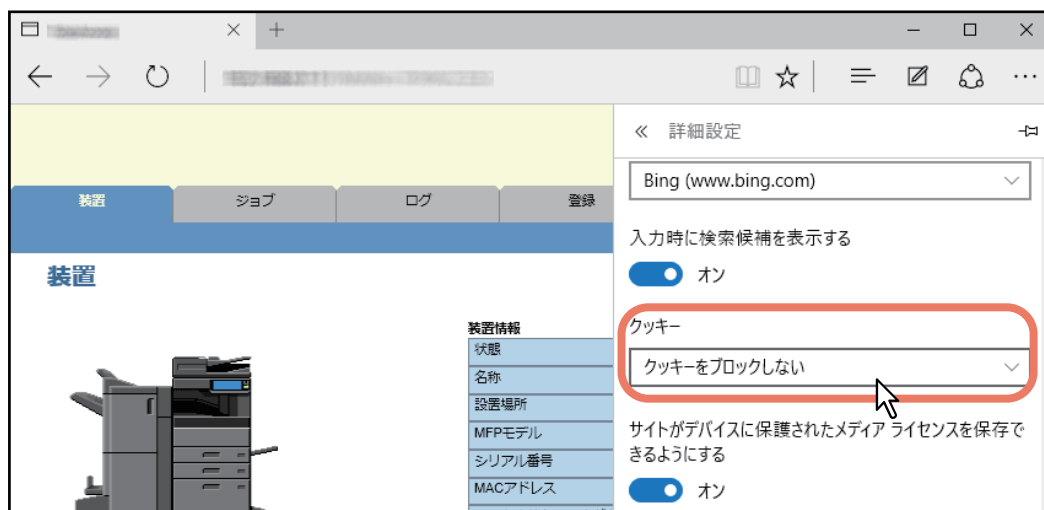 詳細設定
装置
ジョブ
ログ
登録
装置
装置情報
状態
名称
設置場所
MFPモデル
シリアル番号
MACアドレス
Bing (www.bing.com)
入力時に検索候補を表示する
オン
クッキー
クッキーをブロックしない
サイトがデバイスに保護されたメディア ライセンスを保存で
きるようにする
オン